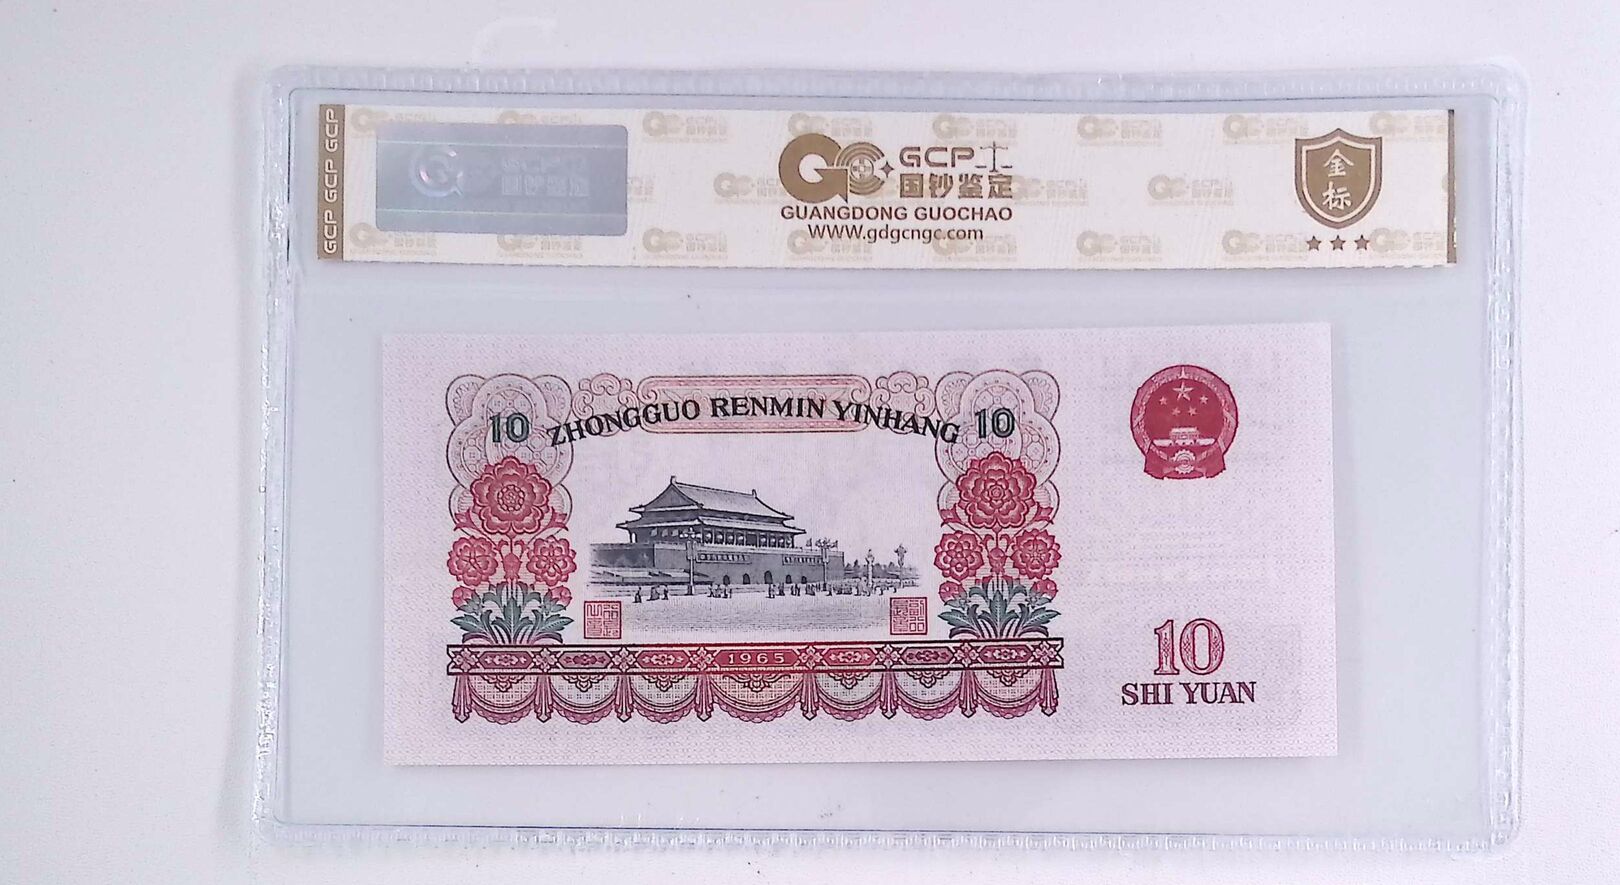 GCP GCP GCP
GCP
国钞鉴定
GUANGDONG GUOCHAO
WWW.gdgcngc.com
金
标
10 ZHONGGUO RENMIN YINHANG 10
1965
10
SHI YUAN